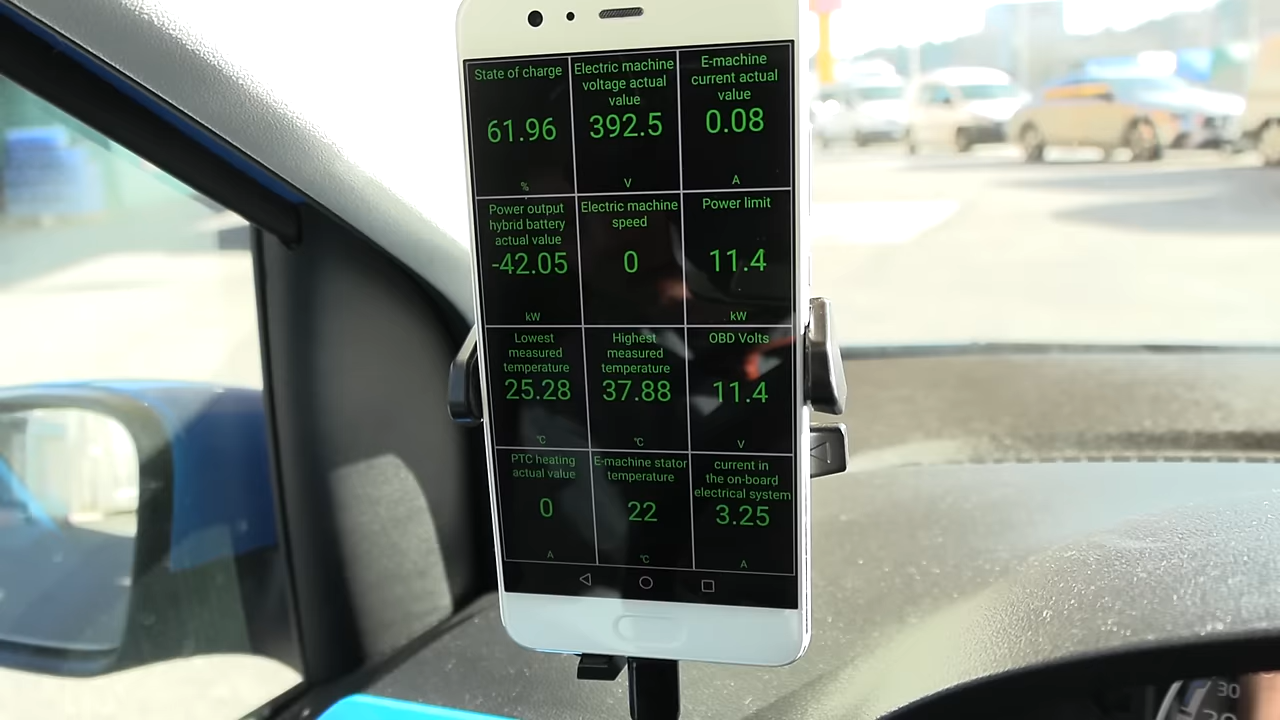 State of charge
61.96
%
Electric machine
voltage actual
value
392.5
V
E-machine
current actual
value
0.08
A
Power output
hybrid battery
actual value
-42.05
kW
Electric machine
speed
0
Power limit
11.4
kW
Lowest
measured
temperature
25.28
°C
Highest
measured
temperature
37.88
°C
OBD Volts
11.4
V
PTC heating
actual value
0
A
E-machine stator
temperature
22
°C
current in
the on-board
electrical system
3.25
A
30